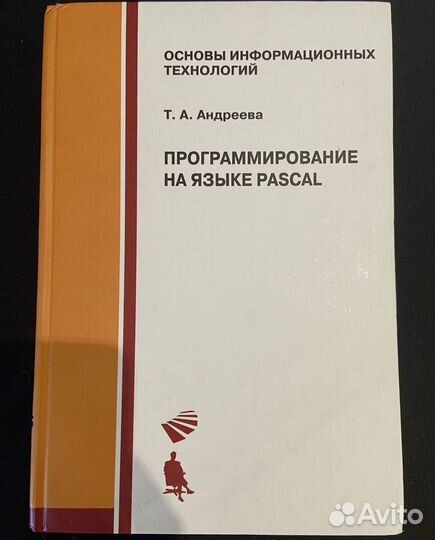 ОСНОВЫ ИНФОРМАЦИОННЫХ
ТЕХНОЛОГИЙ
Т. А. Андреева
ПРОГРАММИРОВАНИЕ
НА ЯЗЫКЕ PASCAL
Avito